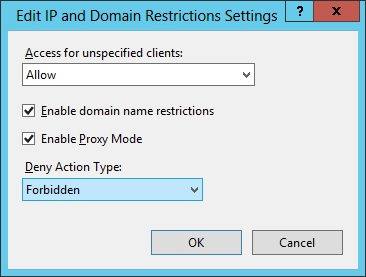 Edit IP and Domain Restrictions Settings
?
x
Access for unspecified clients:
Allow
Enable domain name restrictions
Enable Proxy Mode
Deny Action Type:
Forbidden
OK
Cancel